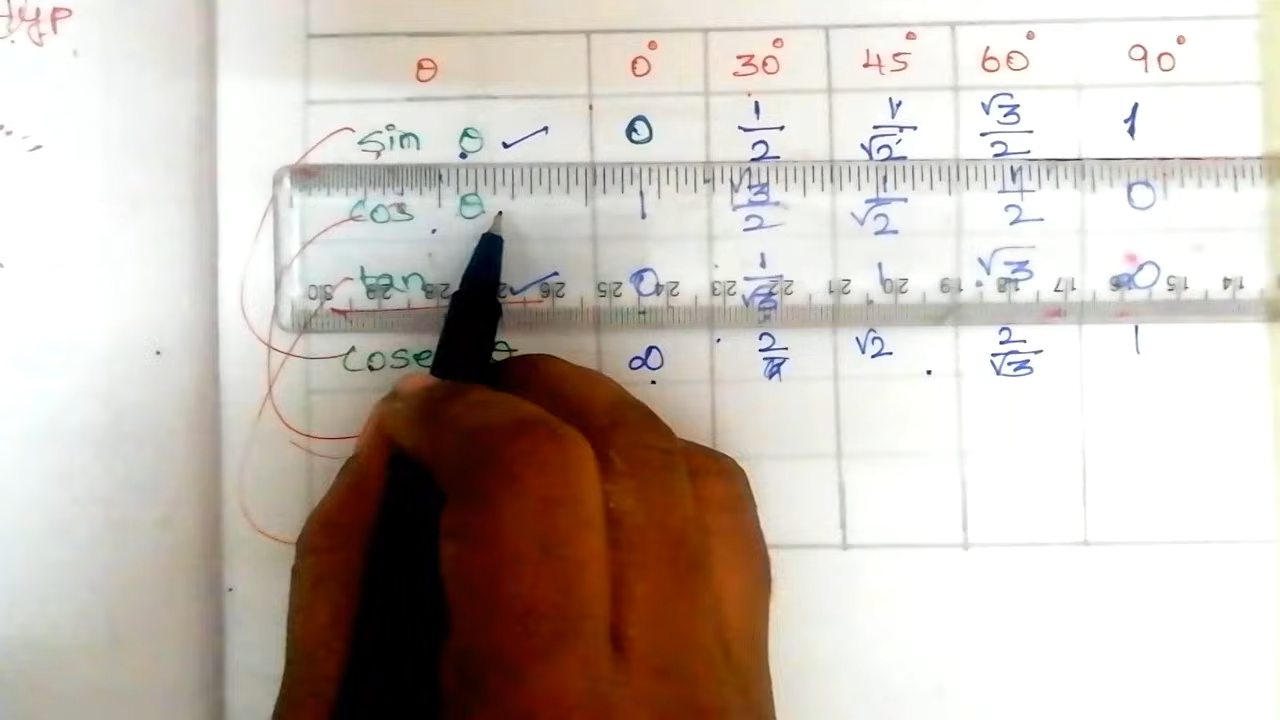 typ
θ 0° 30° 45° 60° 90°
sin θ ✓ 0 1/2 1/√2 √3/2 1
cos θ 1 √3/2 1/√2 1/2 0
tan ✓ 0 1/√3 1 √3 ∞
30 29 28 27 26 25 24 23 22 21 20 19 18 17 16 15 14
cose θ ∞ 2 √2 2/√3 1